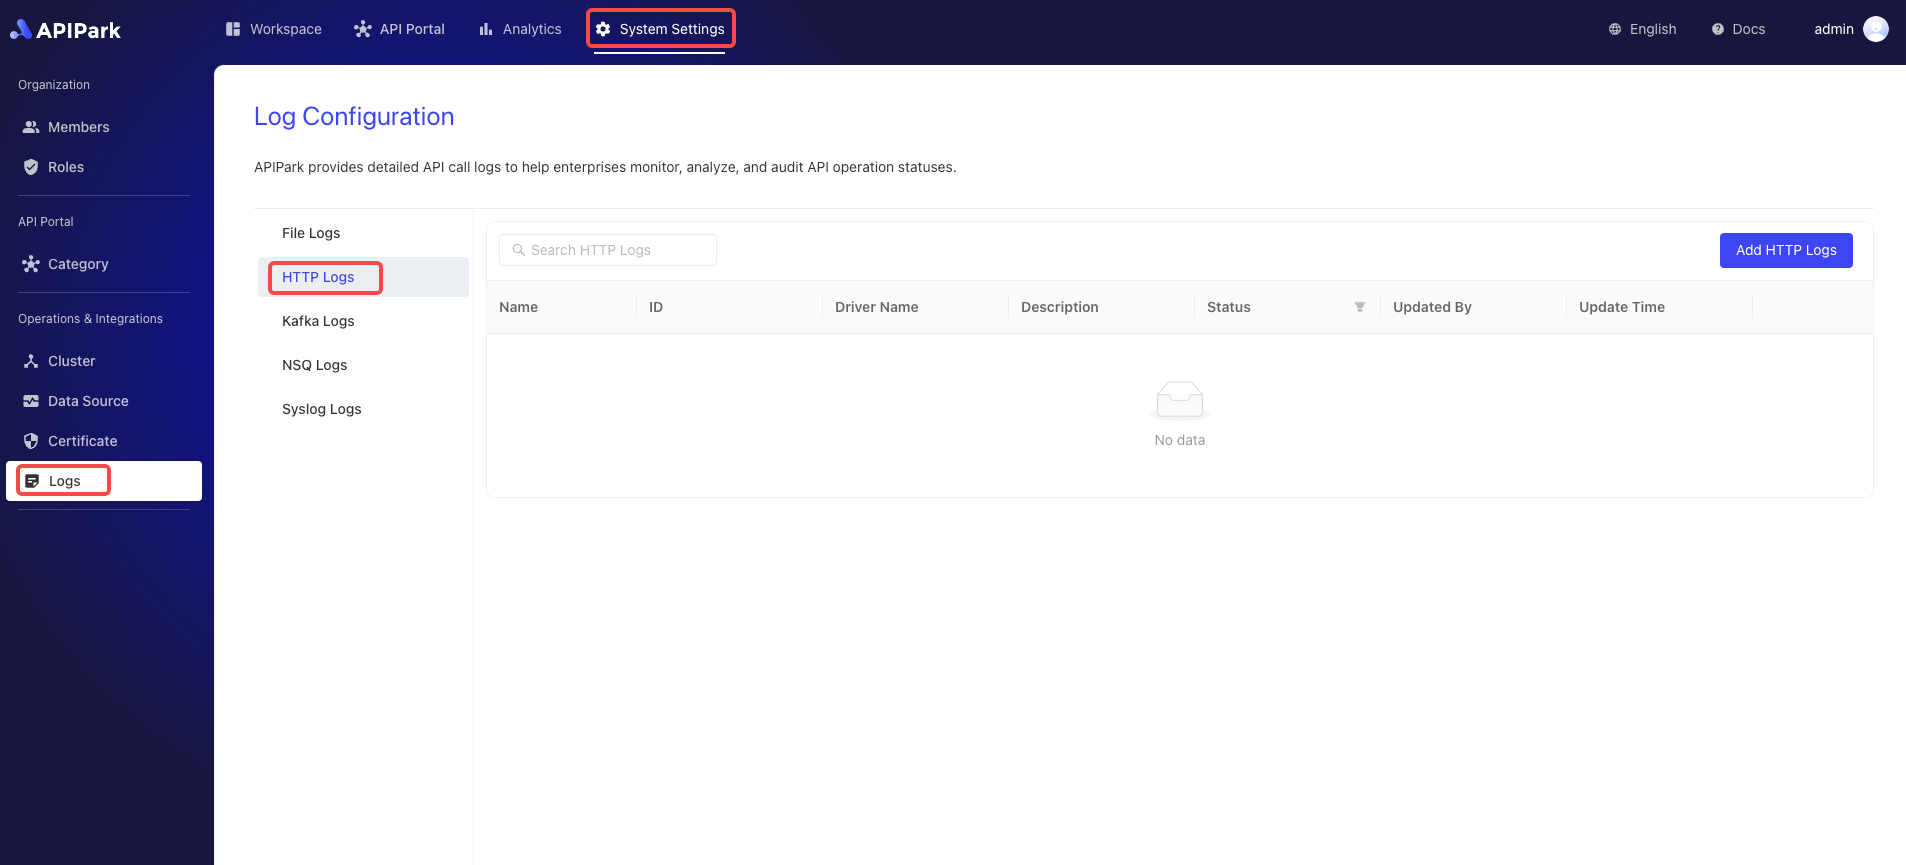 APIPark
Workspace
API Portal
Analytics
System Settings
English
Docs
admin
Organization
Members
Roles
API Portal
Category
Operations & Integrations
Cluster
Data Source
Certificate
Logs
Log Configuration
APIPark provides detailed API call logs to help enterprises monitor, analyze, and audit API operation statuses.
File Logs
HTTP Logs
Kafka Logs
NSQ Logs
Syslog Logs
Search HTTP Logs
Add HTTP Logs
Name
ID
Driver Name
Description
Status
Updated By
Update Time
No data